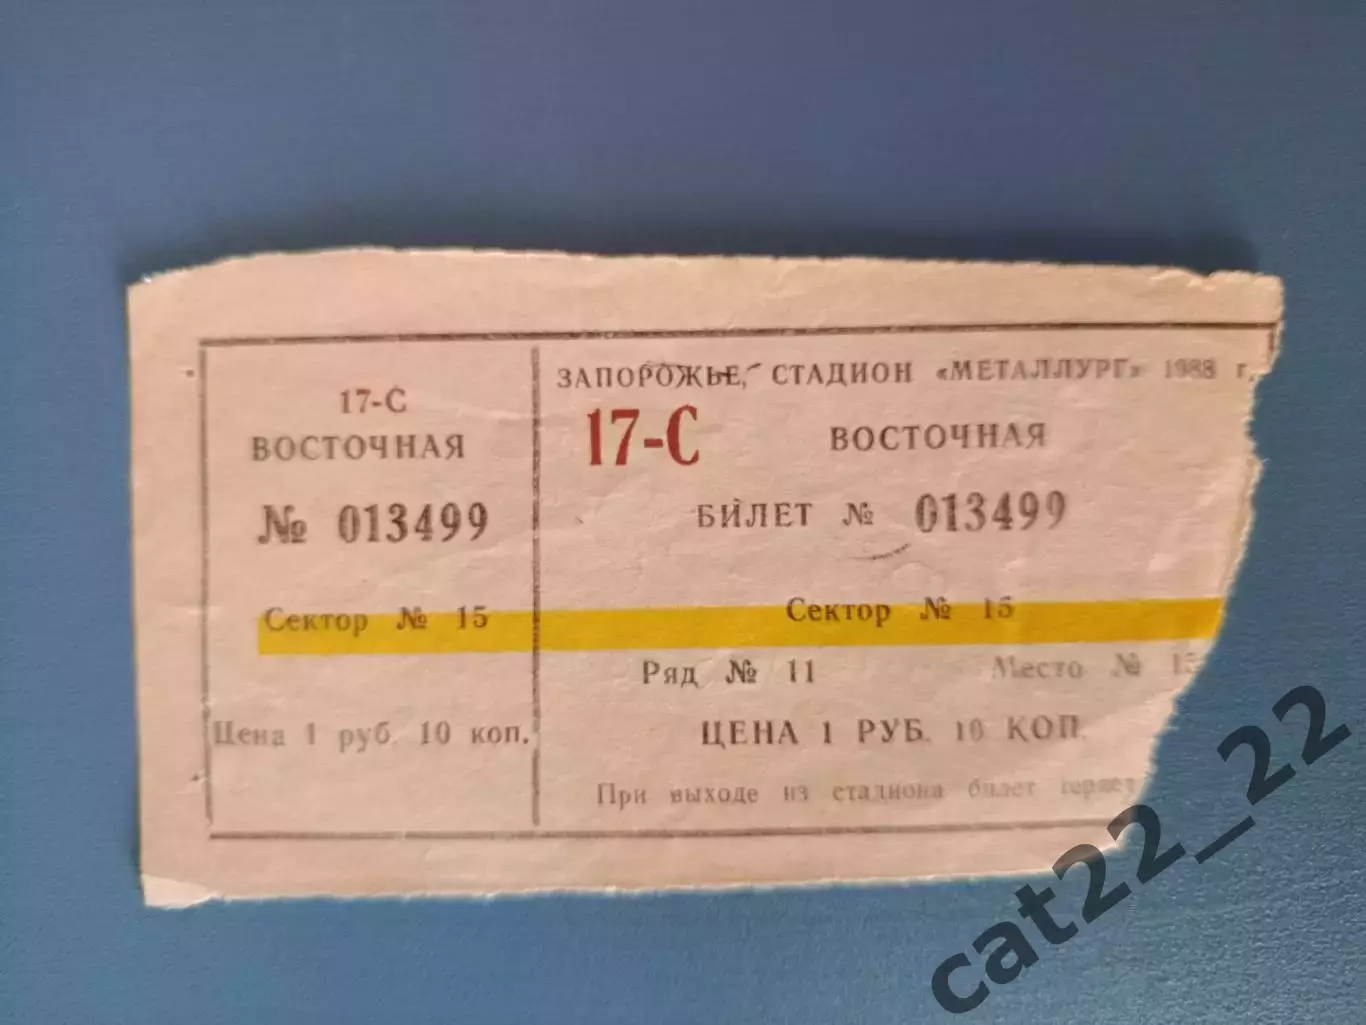 17-С
ВОСТОЧНАЯ
№ 013499
Сектор № 15
Цена 1 руб. 10 коп.
ЗАПОРОЖЬЕ, СТАДИОН «МЕТАЛЛУРГ» 1988 г.
17-С ВОСТОЧНАЯ
БИЛЕТ № 013499
Сектор № 15
Ряд № 11 Место № 15
ЦЕНА 1 РУБ. 10 КОП.
При выходе из стадиона билет теряет
cat22_22